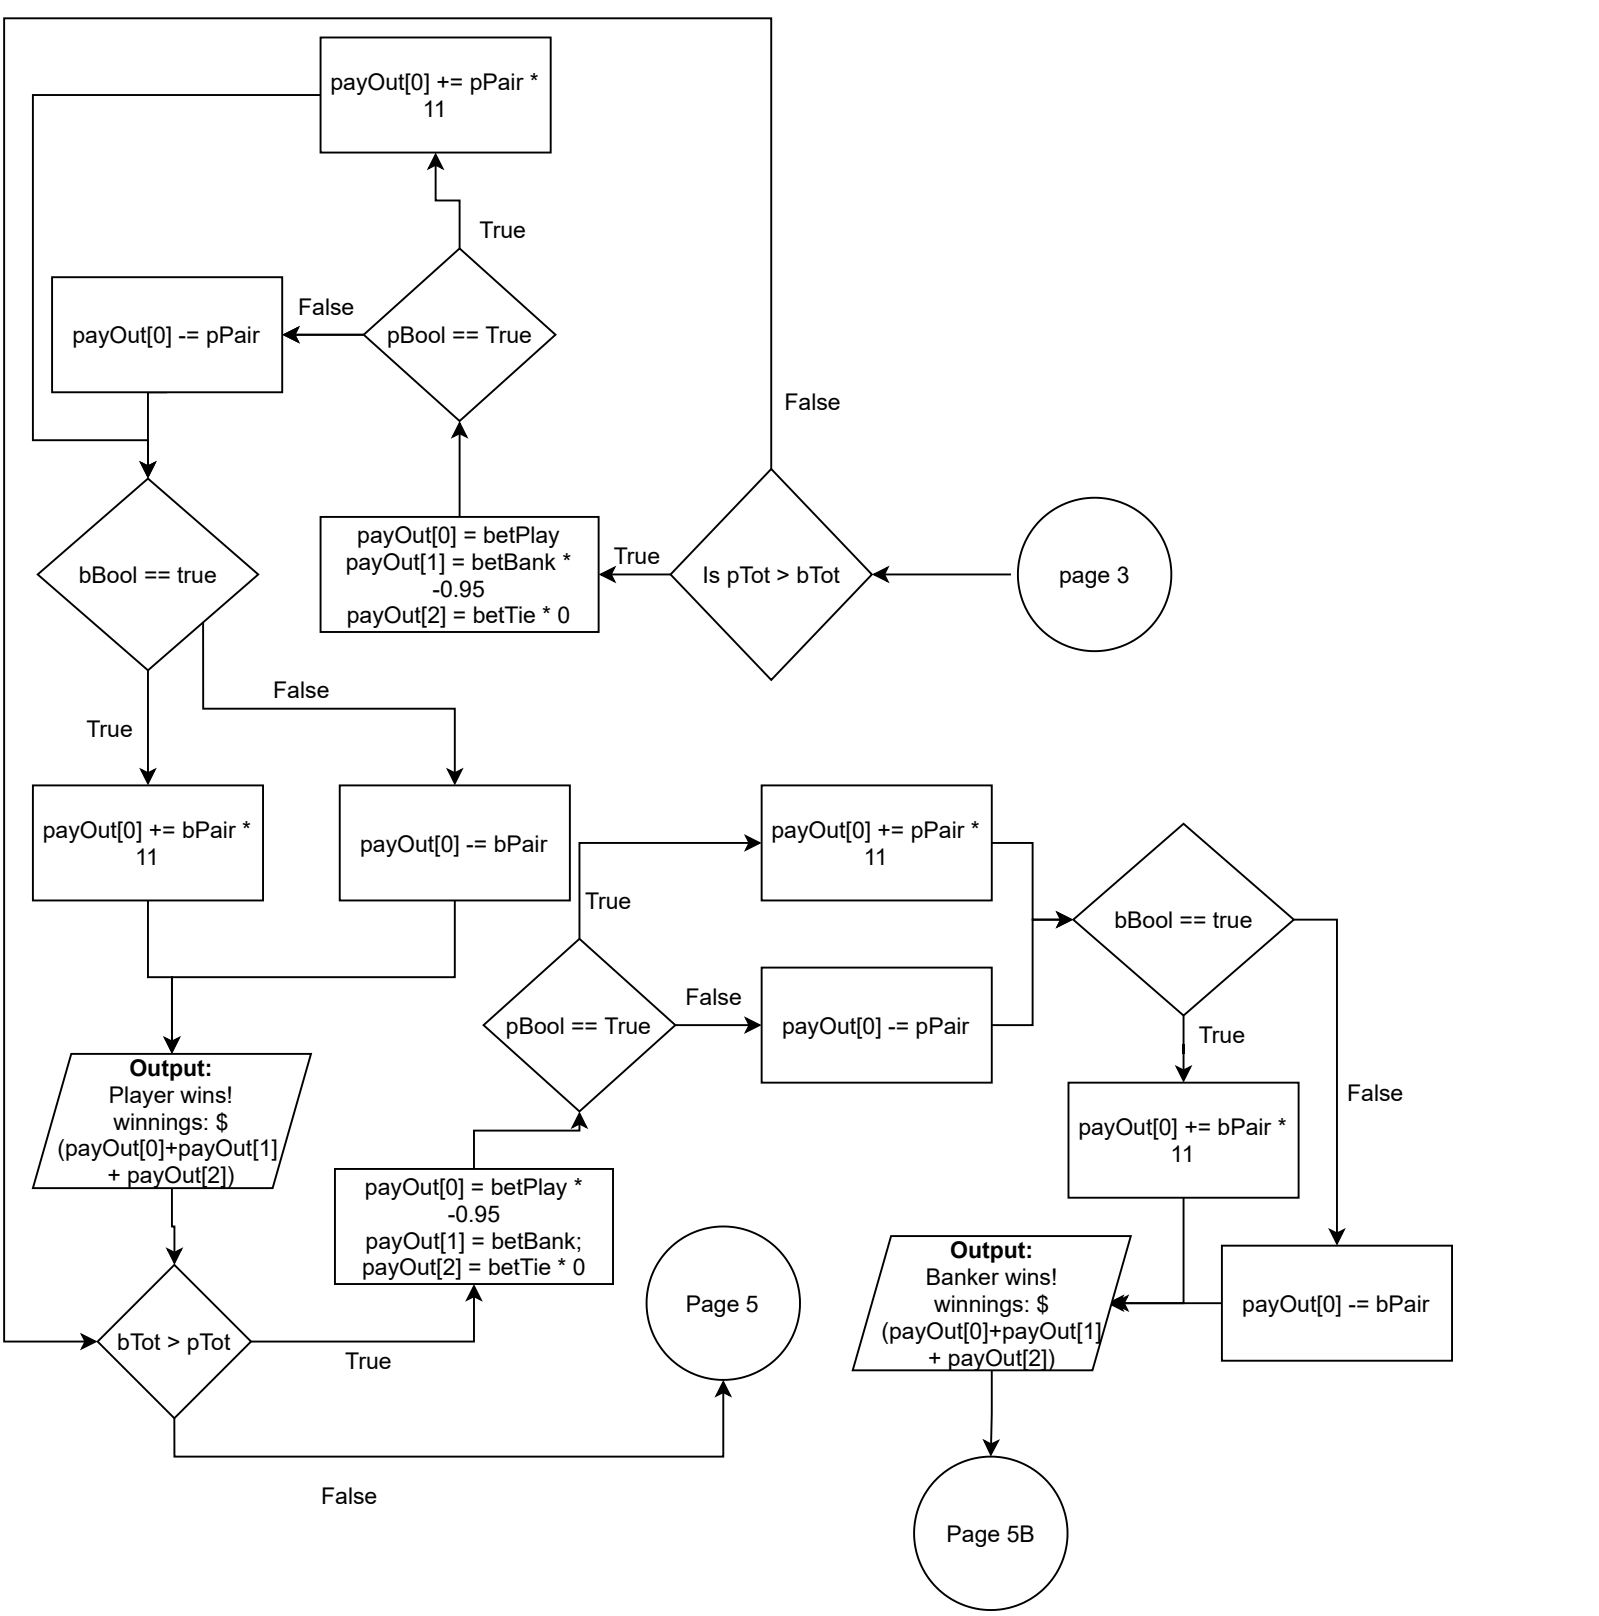 payOut[0] += pPair *
11
True
False
payOut[0] -= pPair
pBool == True
False
bBool == true
payOut[0] = betPlay
payOut[1] = betBank *
-0.95
payOut[2] = betTie * 0
True
Is pTot > bTot
page 3
False
True
payOut[0] += bPair *
11
payOut[0] -= bPair
payOut[0] += pPair *
11
True
bBool == true
pBool == True
False
payOut[0] -= pPair
True
False
Output:
Player wins!
winnings: $
(payOut[0]+payOut[1]
+ payOut[2])
payOut[0] += bPair *
11
payOut[0] = betPlay *
-0.95
payOut[1] = betBank;
payOut[2] = betTie * 0
Page 5
Output:
Banker wins!
winnings: $
(payOut[0]+payOut[1]
+ payOut[2])
payOut[0] -= bPair
bTot > pTot
True
False
Page 5B